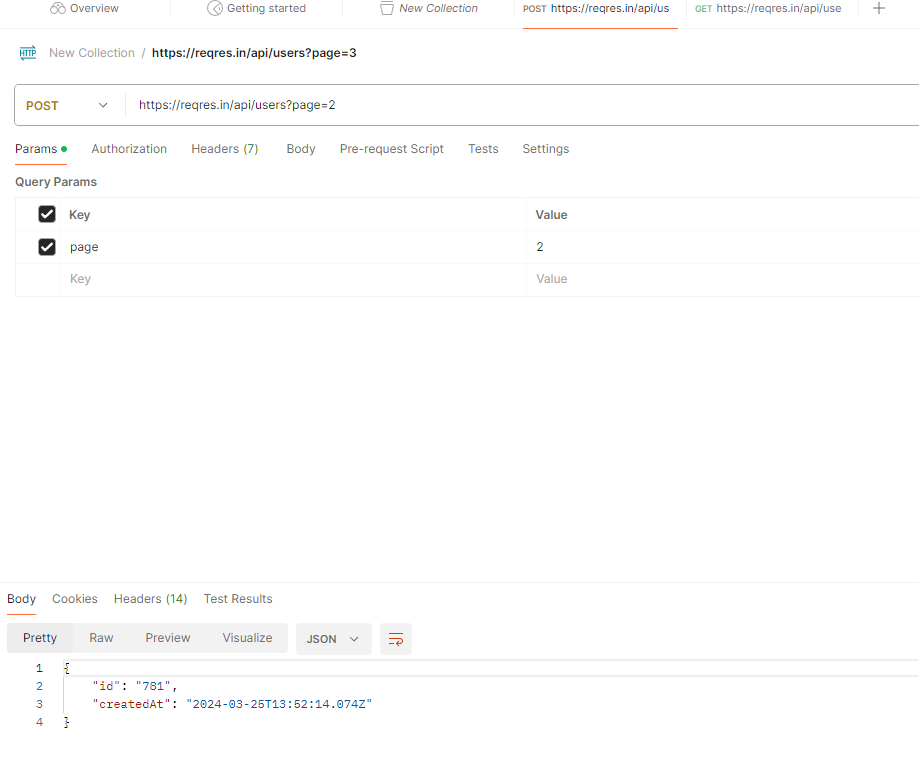 Overview Getting started New Collection POST https://reqres.in/api/us GET https://reqres.in/api/use
HTTP New Collection / https://reqres.in/api/users?page=3
POST https://reqres.in/api/users?page=2
Params Authorization Headers (7) Body Pre-request Script Tests Settings
Query Params
Key Value
page 2
Key Value
Body Cookies Headers (14) Test Results
Pretty Raw Preview Visualize JSON
1 {
2 "id": "781",
3 "createdAt": "2024-03-25T13:52:14.074Z"
4 }